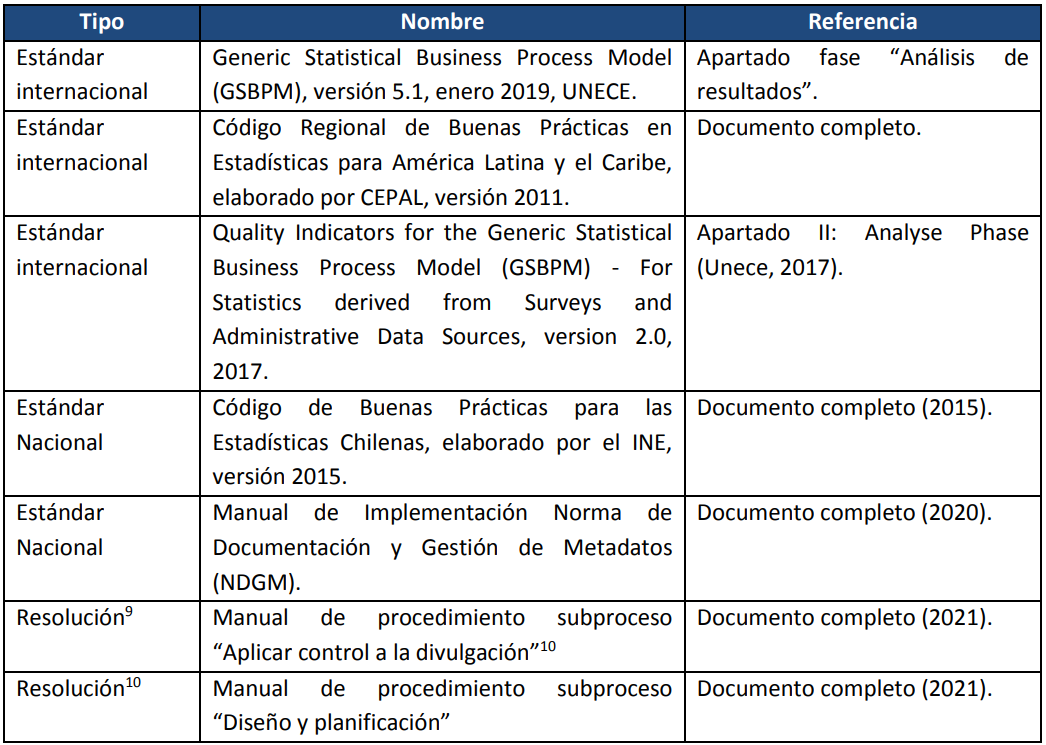 Tipo Nombre Referencia
Estándar
internacional
Generic Statistical Business Process Model
(GSBPM), versión 5.1, enero 2019, UNECE.
Apartado fase “Análisis de
resultados”.
Estándar
internacional
Código Regional de Buenas Prácticas en
Estadísticas para América Latina y el Caribe,
elaborado por CEPAL, versión 2011.
Documento completo.
Estándar
internacional
Quality Indicators for the Generic Statistical
Business Process Model (GSBPM) - For
Statistics derived from Surveys and
Administrative Data Sources, version 2.0,
2017.
Apartado II: Analyse Phase
(Unece, 2017).
Estándar
Nacional
Código de Buenas Prácticas para las
Estadísticas Chilenas, elaborado por el INE,
versión 2015.
Documento completo (2015).
Estándar
Nacional
Manual de Implementación Norma de
Documentación y Gestión de Metadatos
(NDGM).
Documento completo (2020).
Resolución⁹
Manual de procedimiento subproceso
“Aplicar control a la divulgación”¹⁰
Documento completo (2021).
Resolución¹⁰
Manual de procedimiento subproceso
“Diseño y planificación”
Documento completo (2021).